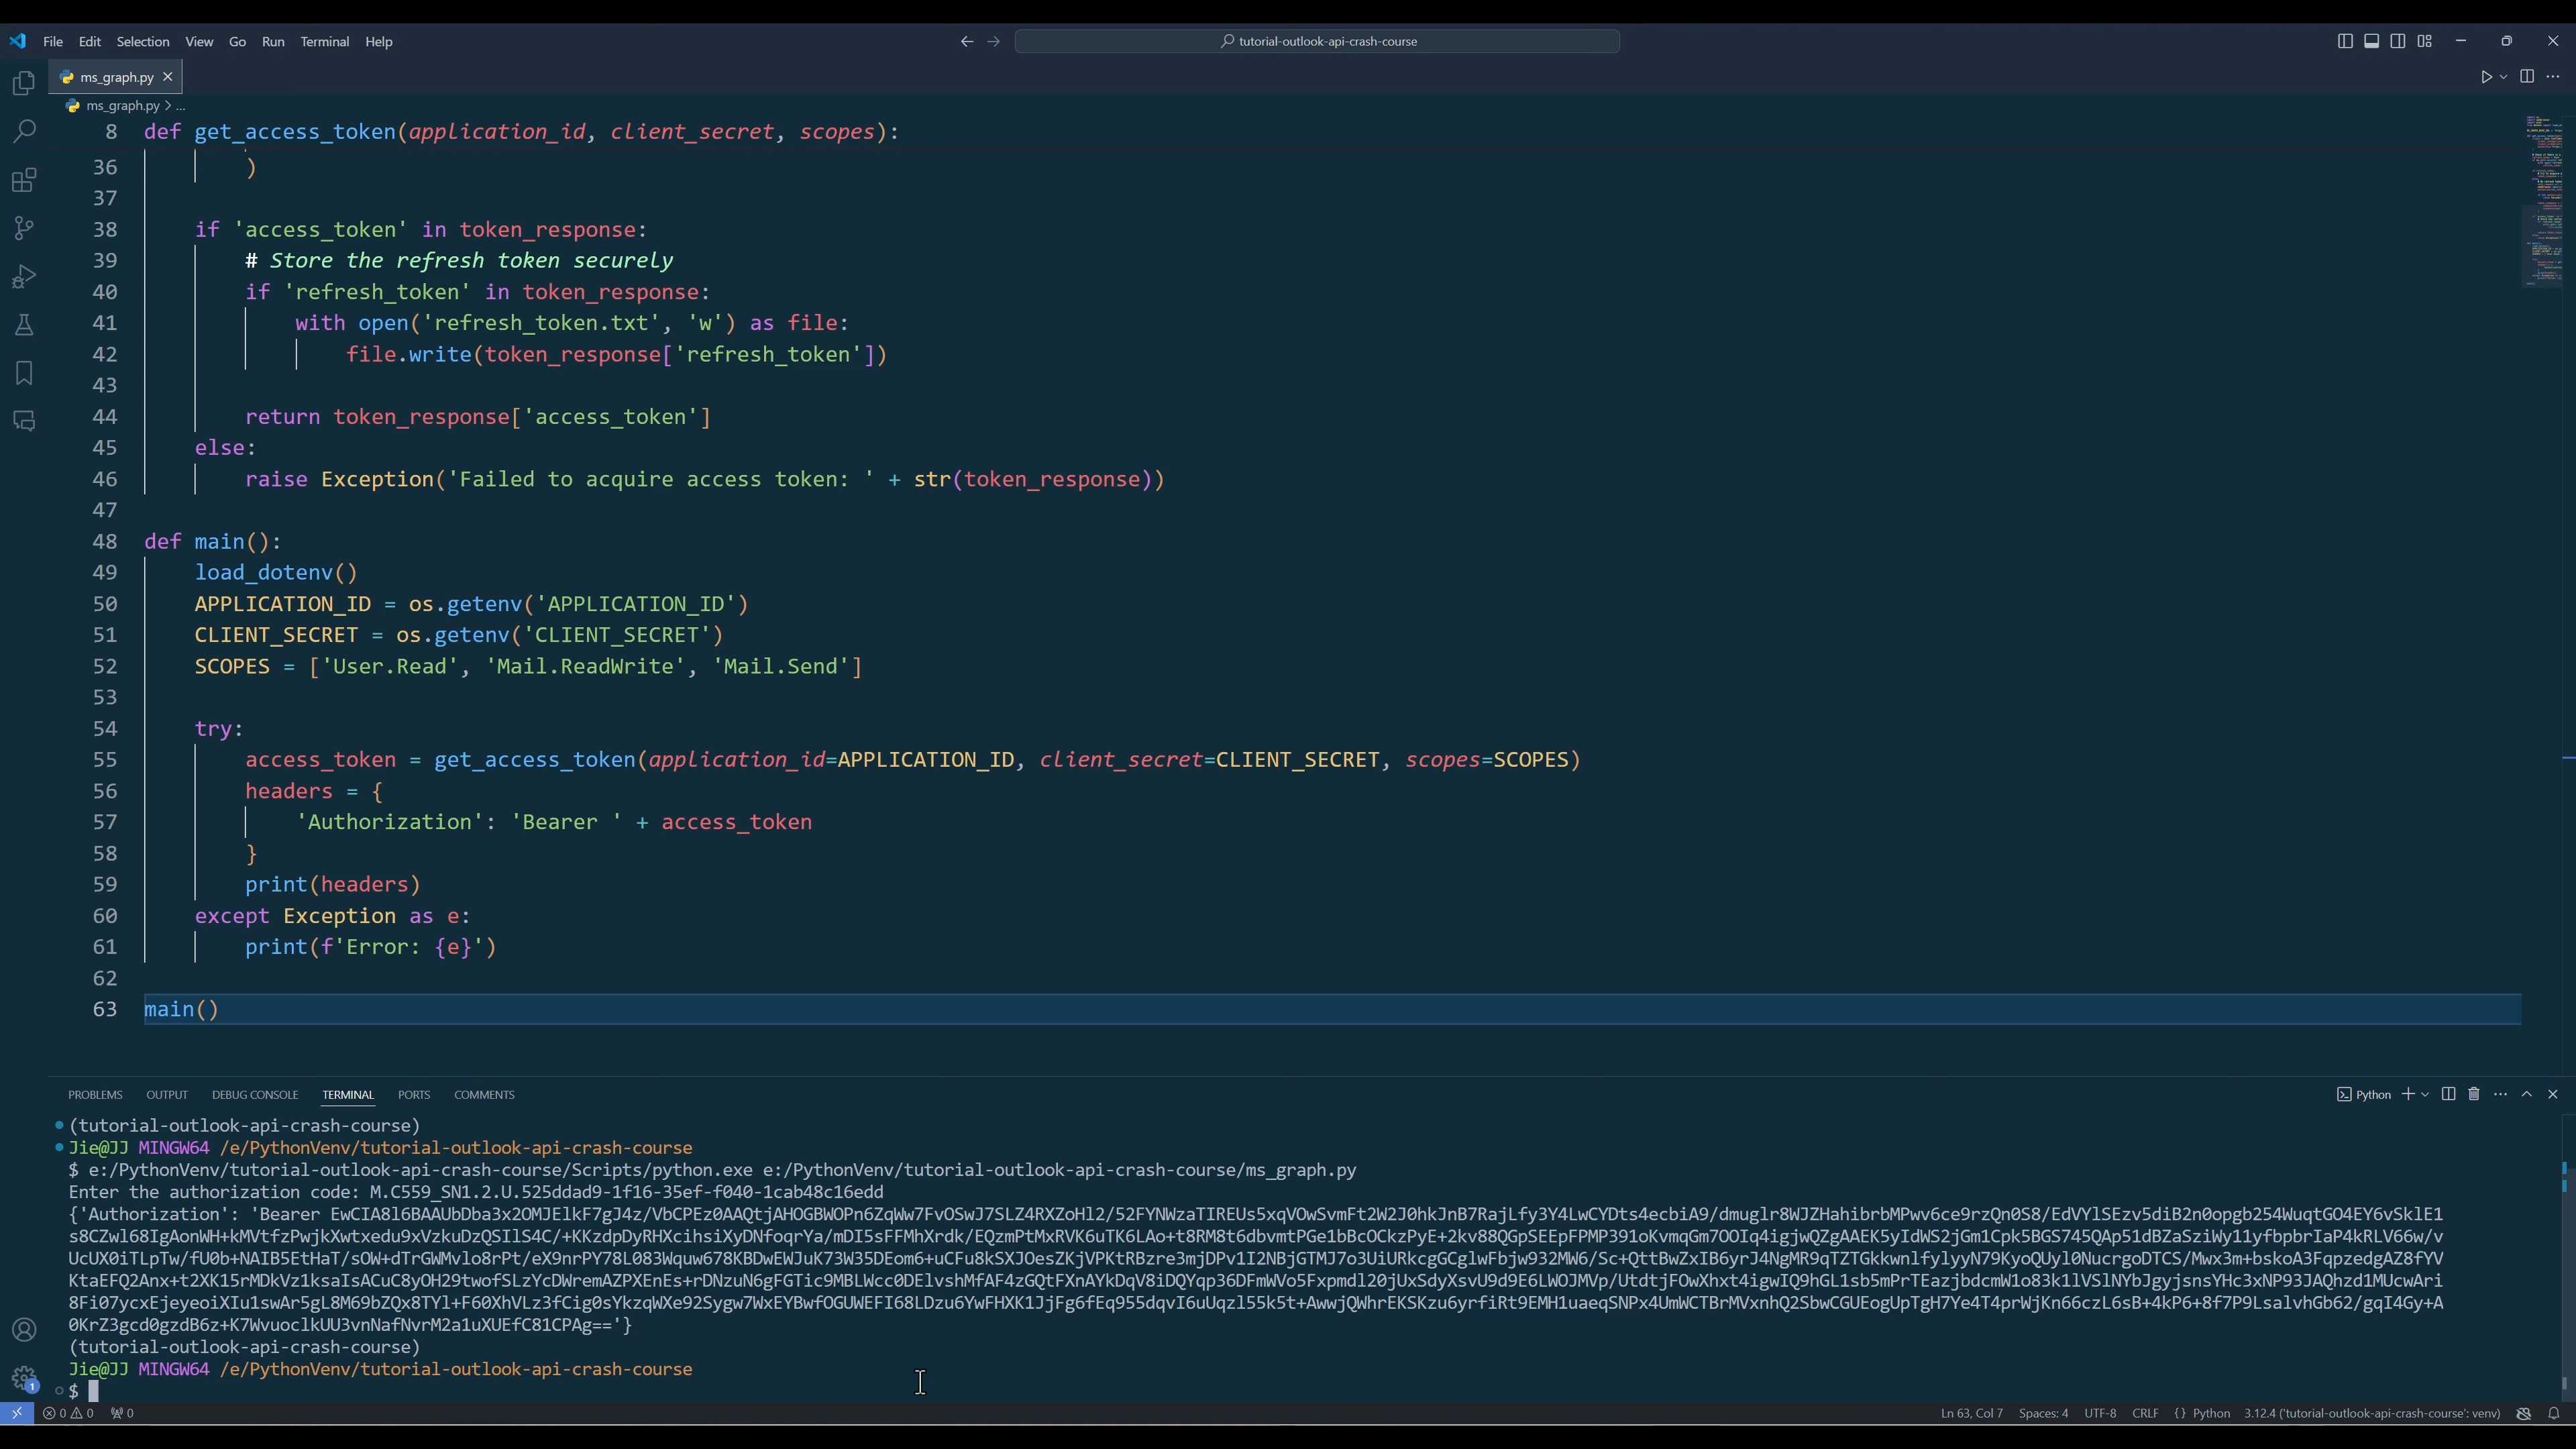 File Edit Selection View Go Run Terminal Help
tutorial-outlook-api-crash-course
ms_graph.py
ms_graph.py > ...
8 def get_access_token(application_id, client_secret, scopes):
36 )
37
38 if 'access_token' in token_response:
39 # Store the refresh token securely
40 if 'refresh_token' in token_response:
41 with open('refresh_token.txt', 'w') as file:
42 file.write(token_response['refresh_token'])
43
44 return token_response['access_token']
45 else:
46 raise Exception('Failed to acquire access token: ' + str(token_response))
47
48 def main():
49 load_dotenv()
50 APPLICATION_ID = os.getenv('APPLICATION_ID')
51 CLIENT_SECRET = os.getenv('CLIENT_SECRET')
52 SCOPES = ['User.Read', 'Mail.ReadWrite', 'Mail.Send']
53
54 try:
55 access_token = get_access_token(application_id=APPLICATION_ID, client_secret=CLIENT_SECRET, scopes=SCOPES)
56 headers = {
57 'Authorization': 'Bearer ' + access_token
58 }
59 print(headers)
60 except Exception as e:
61 print(f'Error: {e}')
62
63 main()
PROBLEMS OUTPUT DEBUG CONSOLE TERMINAL PORTS COMMENTS
Python
(tutorial-outlook-api-crash-course)
Jie@JJ MINGW64 /e/PythonVenv/tutorial-outlook-api-crash-course
$ e:/PythonVenv/tutorial-outlook-api-crash-course/Scripts/python.exe e:/PythonVenv/tutorial-outlook-api-crash-course/ms_graph.py
Enter the authorization code: M.C559_SN1.2.U.525ddad9-1f16-35ef-f040-1cab48c16edd
{'Authorization': 'Bearer
(tutorial-outlook-api-crash-course)
Jie@JJ MINGW64 /e/PythonVenv/tutorial-outlook-api-crash-course
$
1
0 0 0
Ln 63, Col 7 Spaces: 4 UTF-8 CRLF {} Python 3.12.4 ('tutorial-outlook-api-crash-course': venv)